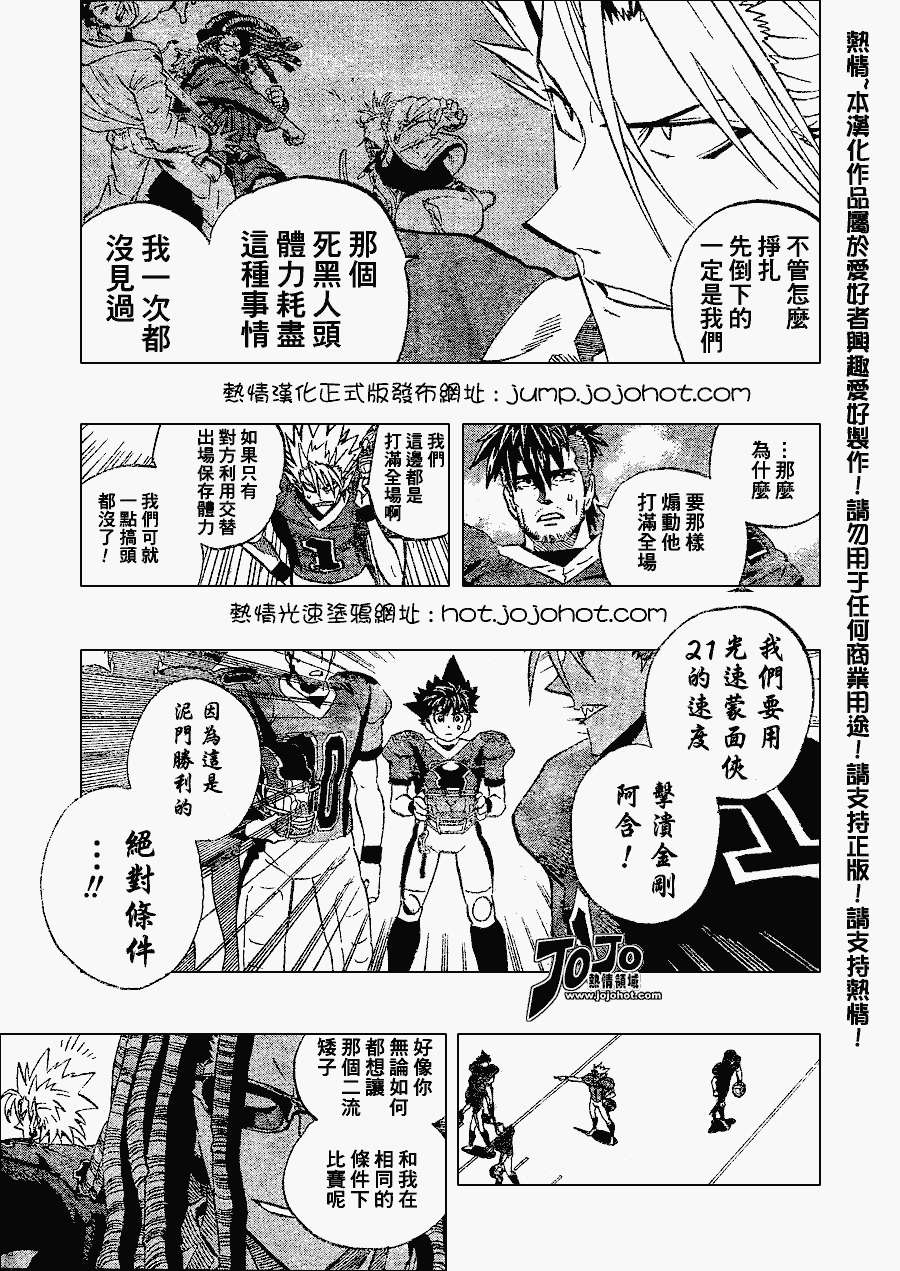 不管怎麼
掙扎
先倒下的
一定是我們
那個
死黑人頭
體力耗盡
這種事情
我一次都
沒見過
熱情漢化正式版發布網址：jump.jojohot.com
…那麼
為什麼
要那樣
煽動他
打滿全場
我們
這邊都是
打滿全場啊
如果只有
對方利用交替
出場保存體力
我們可就
一點搞頭
都沒了！
熱情光速塗鴉網址：hot.jojohot.com
我們要用
光速蒙面俠
21的速度
擊潰金剛
阿含！
1
因為這是
泥門勝利的
絕對條件
…!!
JOJO
熱情領域
www.jojohot.com
好像你
無論如何
都想讓
那個二流
矮子
和我在
相同的
條件下
比賽呢
熱情、本漢化作品屬於愛好者興趣愛好製作！請勿用于任何商業用途！請支持正版！請支持熱情！